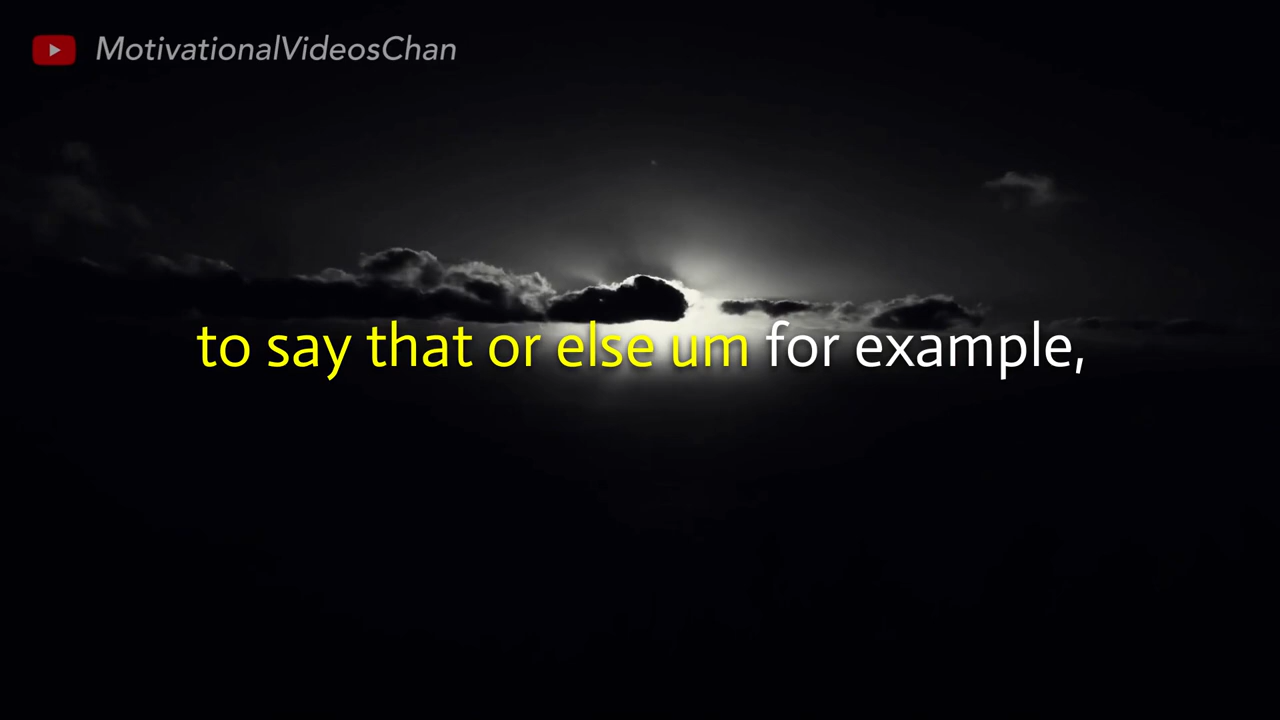 MotivationalVideosChan
to say that or else um for example,